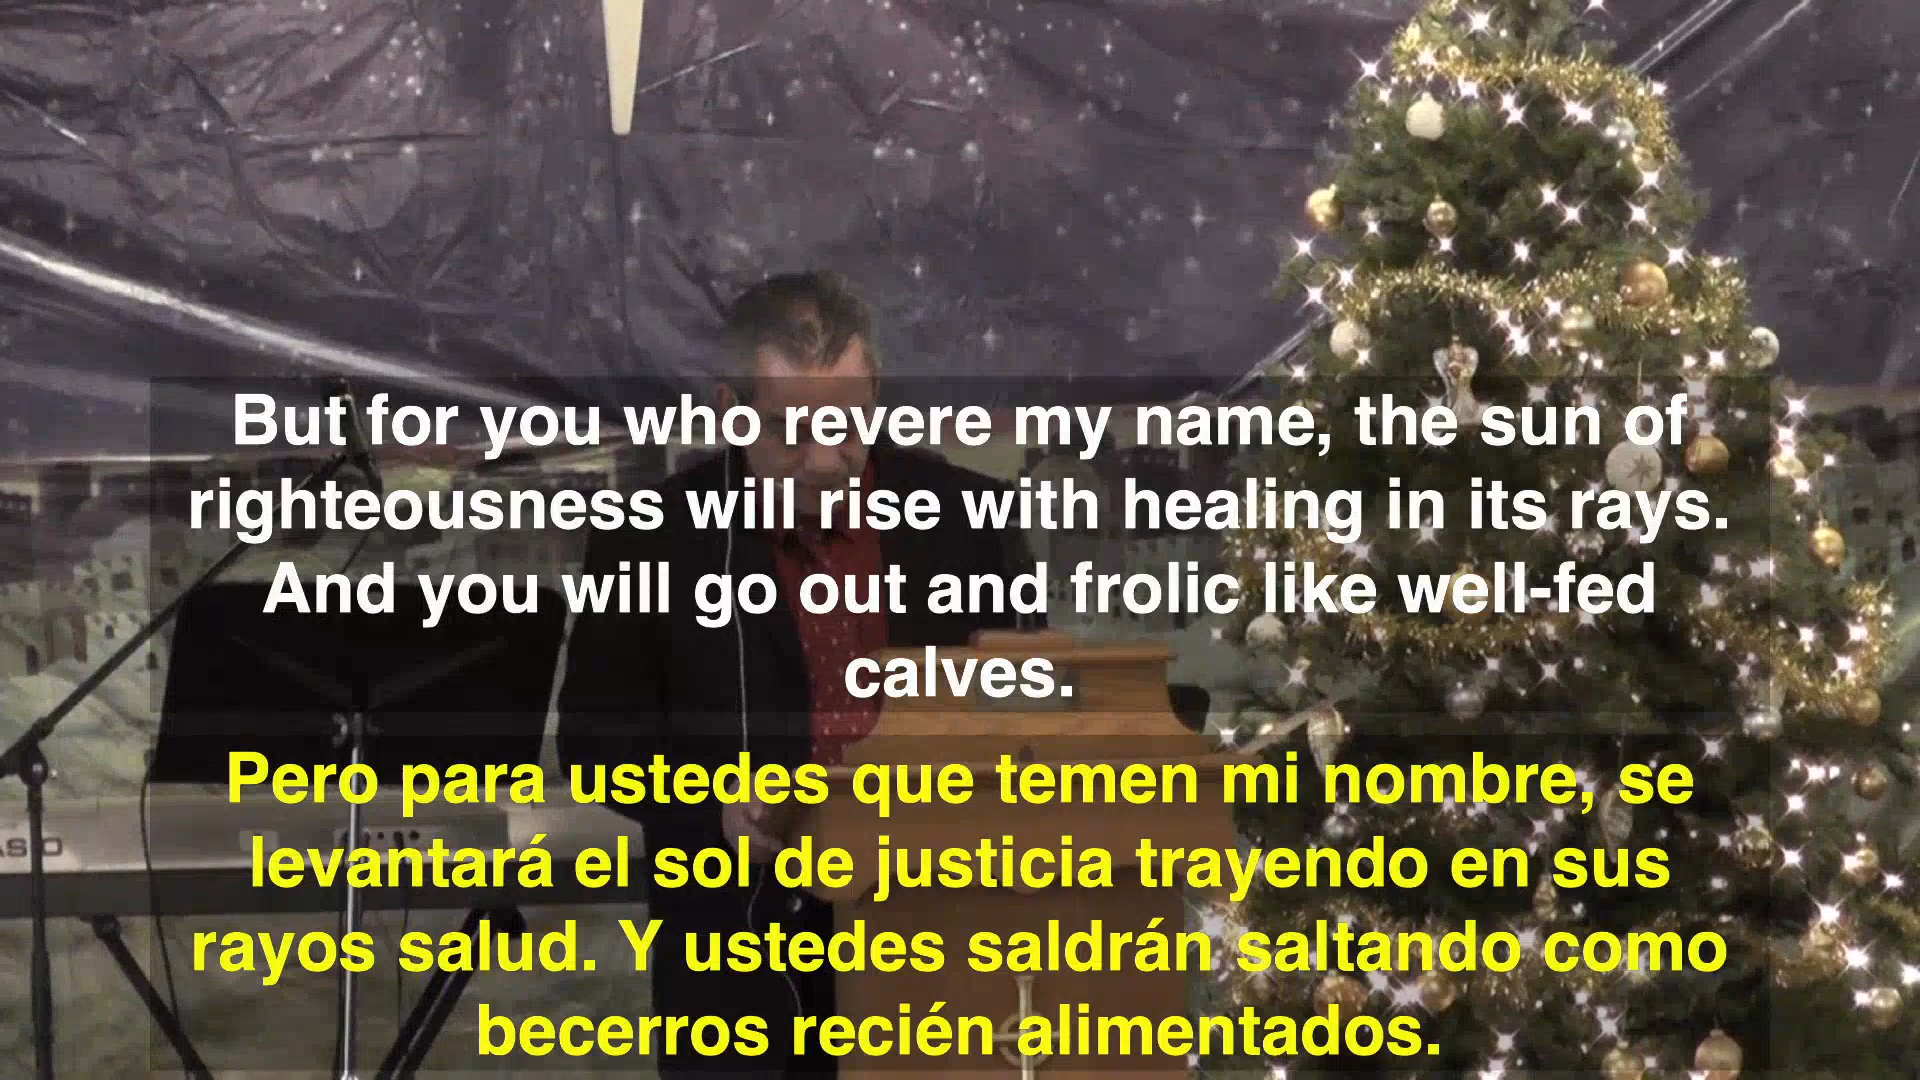 But for you who revere my name, the sun of
righteousness will rise with healing in its rays.
And you will go out and frolic like well-fed
calves.
Pero para ustedes que temen mi nombre, se
levantará el sol de justicia trayendo en sus
rayos salud. Y ustedes saldrán saltando como
becerros recién alimentados.